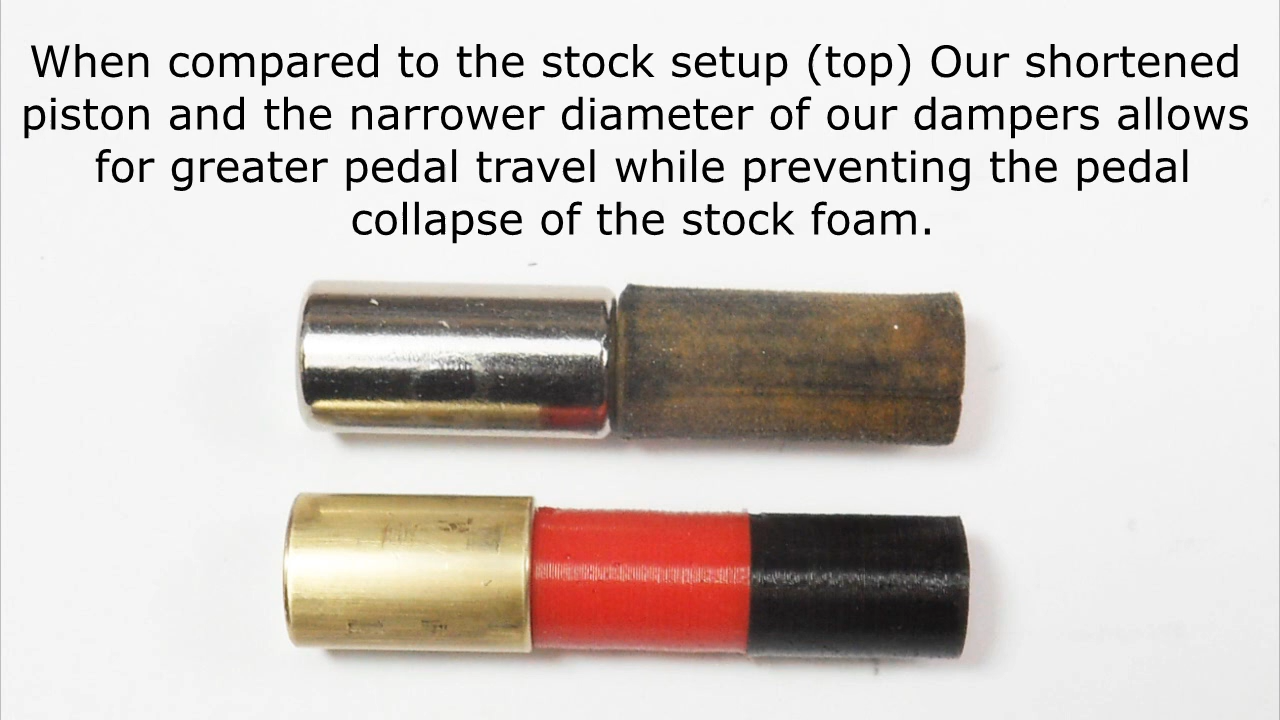 When compared to the stock setup (top) Our shortened
piston and the narrower diameter of our dampers allows
for greater pedal travel while preventing the pedal
collapse of the stock foam.